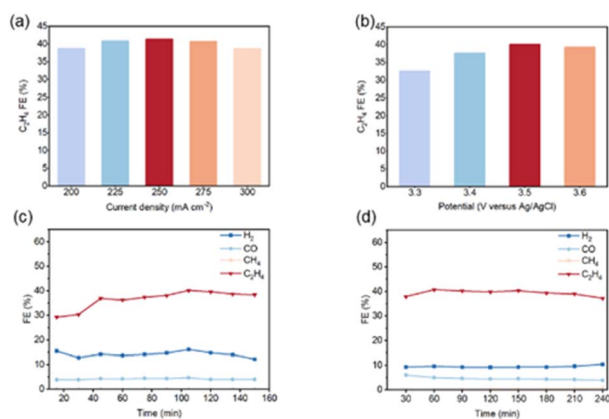 (a)
45
40
35
30
25
20
15
10
5
0
C₂H₄ FE (%)
200 225 250 275 300
Current density (mA cm⁻²)
(b)
45
40
35
30
25
20
15
10
5
0
C₂H₄ FE (%)
3.3 3.4 3.5 3.6
Potential (V versus Ag/AgCl)
(c)
60
50
40
30
20
10
0
FE (%)
H₂
CO
CH₄
C₂H₄
20 40 60 80 100 120 140 160
Time (min)
(d)
60
50
40
30
20
10
0
FE (%)
H₂
CO
CH₄
C₂H₄
30 60 90 120 150 180 210 240
Time (min)